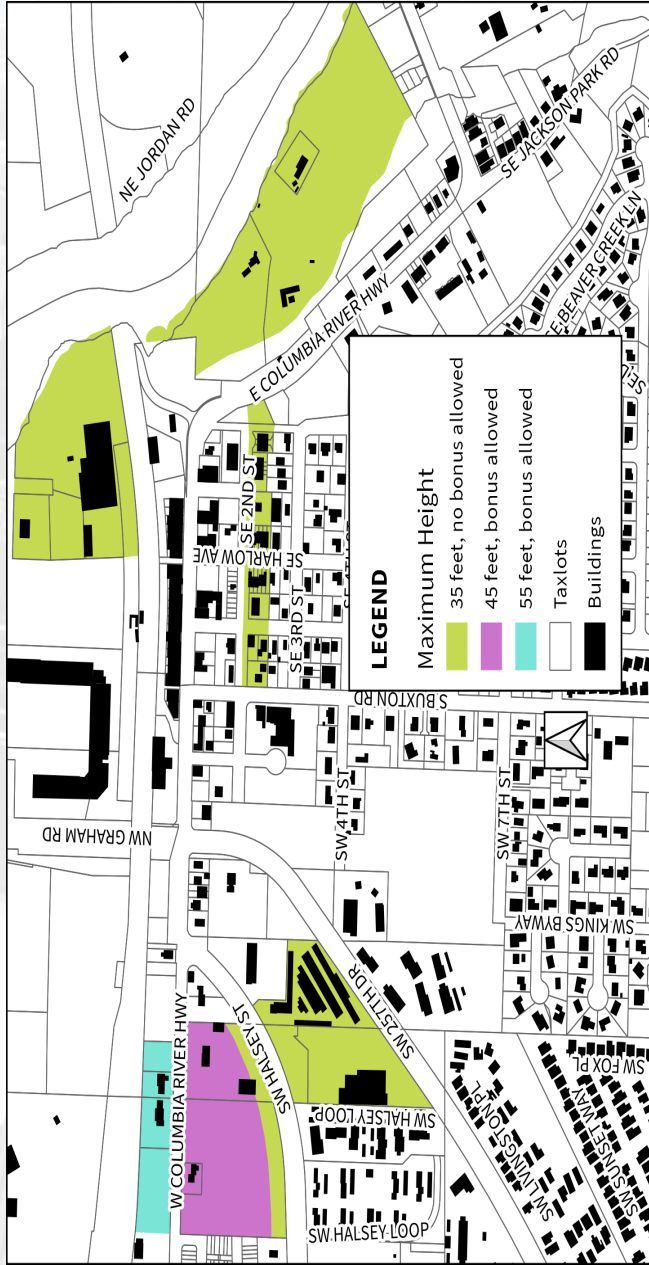 NE JORDAN RD
SE JACKSON PARK RD
E COLUMBIA RIVER HWY
SE BEAVER CREEK LN
SE 2ND ST
SE HARLOW AVE
SE 3RD ST
S BUXTON RD
NW GRAHAM RD
SW 4TH ST
SW 7TH ST
SW KINGS BYWAY
SW 257TH DR
SW HALSEY ST
W COLUMBIA RIVER HWY
SW HALSEY LOOP
SW HALSEY LOOP
SW LIVINGSTON PL
SW FOX PL
SW SUNSET WAY
LEGEND
Maximum Height
35 feet, no bonus allowed
45 feet, bonus allowed
55 feet, bonus allowed
Taxlots
Buildings